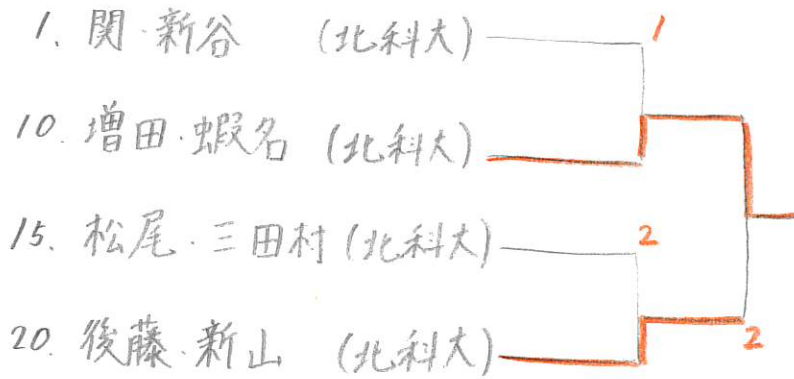 1. 関・新谷 (北科大) 1
10. 増田・蝦名 (北科大)
15. 松尾・三田村 (北科大) 2
20. 後藤・新山 (北科大) 2